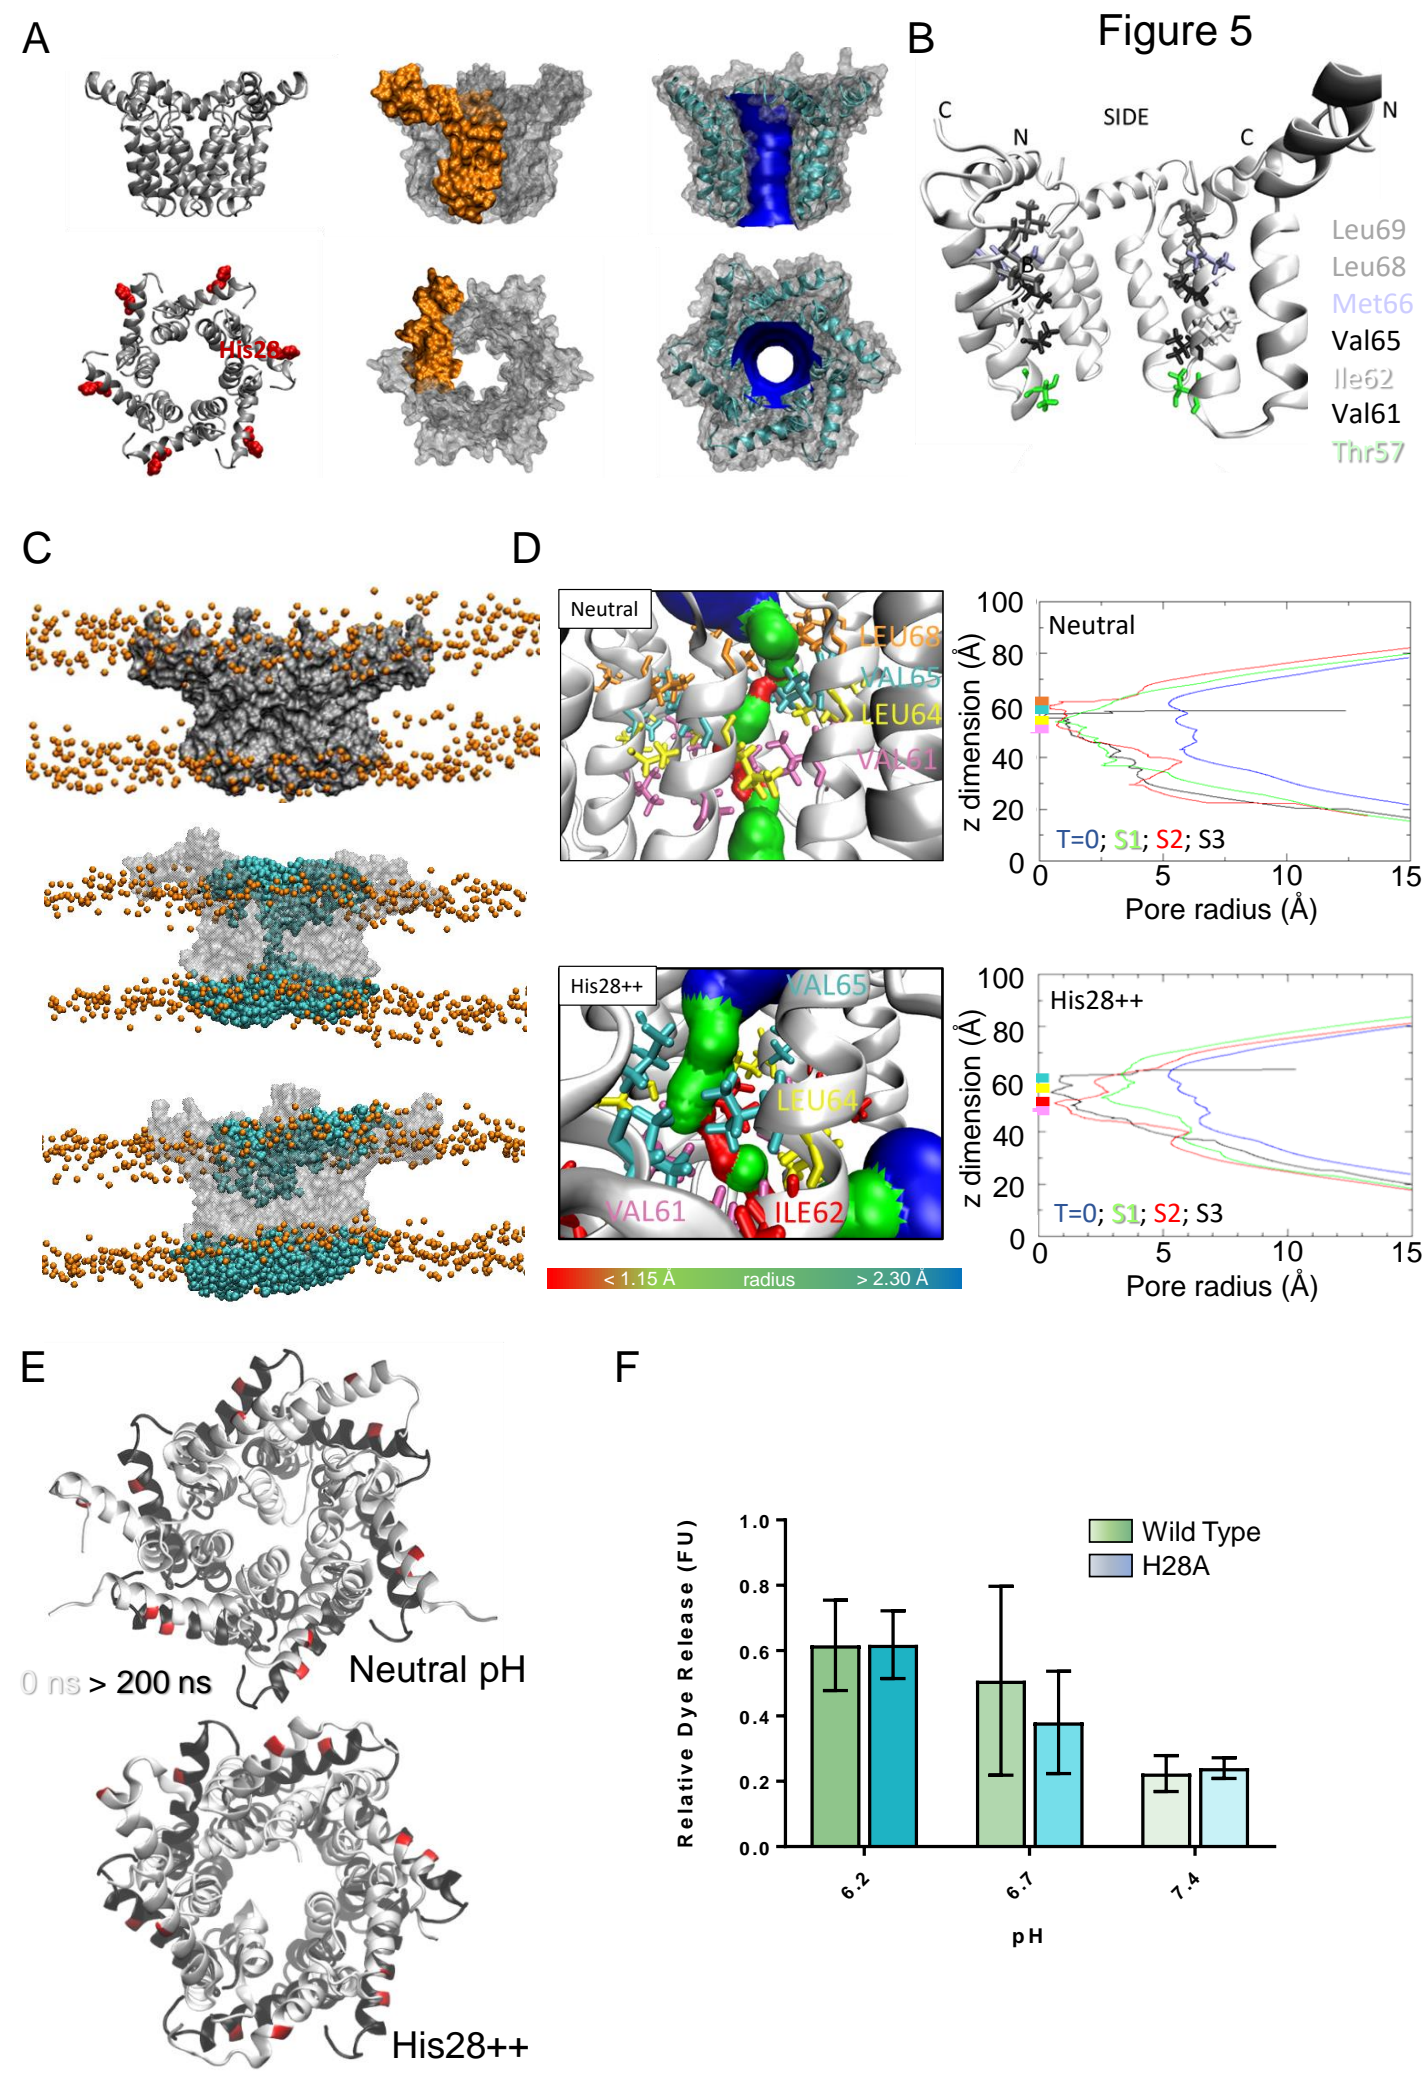 Figure 5
A
His28
B
C
N
SIDE
C
N
B
Leu69
Leu68
Met66
Val65
Ile62
Val61
Thr57
C
D
Neutral
LEU68
VAL65
LEU64
VAL61
100
80
60
40
20
0
z dimension (Å)
Neutral
T=0; S1; S2; S3
0 5 10 15
Pore radius (Å)
His28++
VAL65
LEU64
VAL61
ILE62
< 1.15 Å radius > 2.30 Å
100
80
60
40
20
0
z dimension (Å)
His28++
T=0; S1; S2; S3
0 5 10 15
Pore radius (Å)
E
Neutral pH
0 ns > 200 ns
His28++
F
Relative Dye Release (FU)
1.0
0.8
0.6
0.4
0.2
0.0
Wild Type
H28A
6.2 6.7 7.4
pH